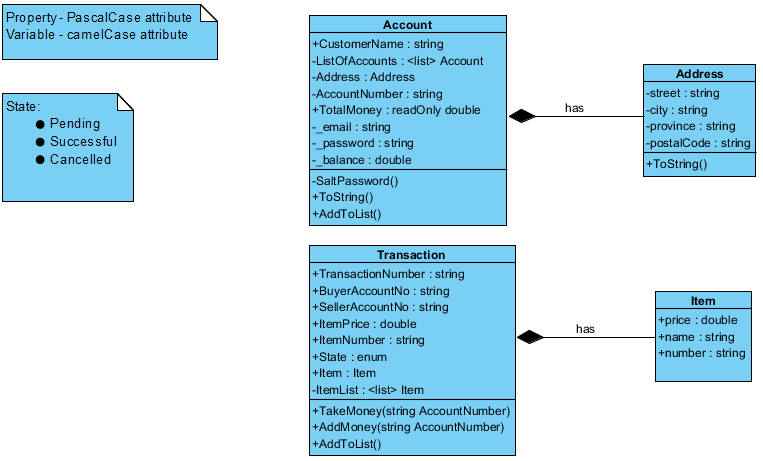 Property - PascalCase attribute
Variable - camelCase attribute
State:
● Pending
● Successful
● Cancelled
Account
+CustomerName : string
-ListOfAccounts : <list> Account
-Address : Address
-AccountNumber : string
+TotalMoney : readOnly double
-_email : string
-_password : string
-_balance : double
-SaltPassword()
+ToString()
+AddToList()
has
Address
-street : string
-city : string
-province : string
-postalCode : string
+ToString()
Transaction
+TransactionNumber : string
+BuyerAccountNo : string
+SellerAccountNo : string
+ItemPrice : double
+ItemNumber : string
+State : enum
+Item : Item
-ItemList : <list> Item
+TakeMoney(string AccountNumber)
+AddMoney(string AccountNumber)
+AddToList()
has
Item
+price : double
+name : string
+number : string